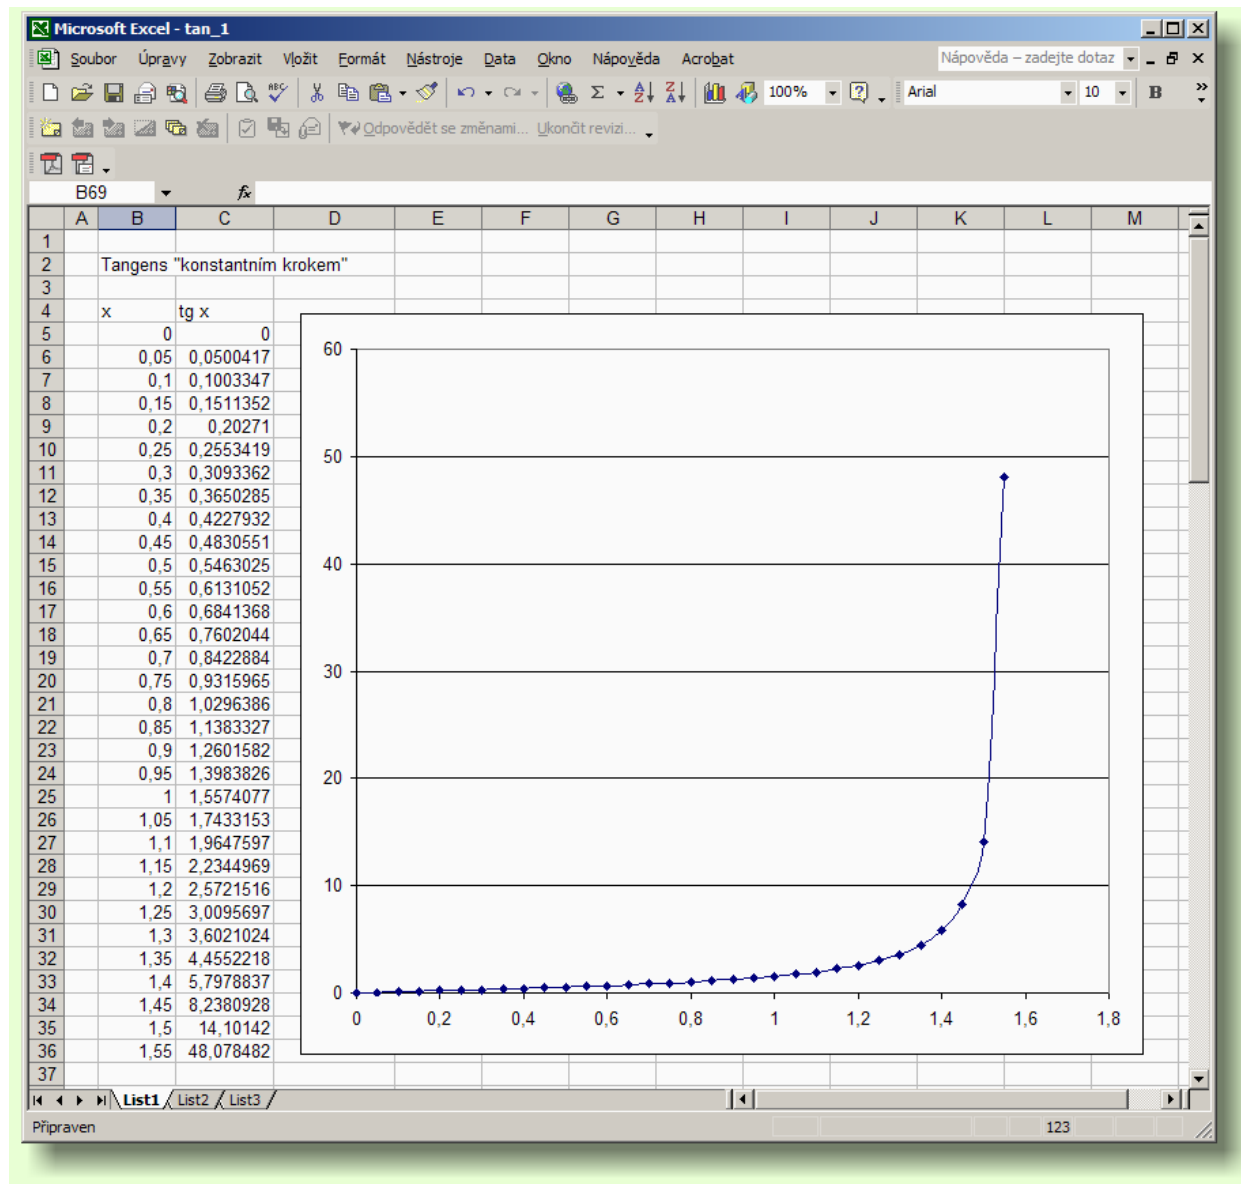 Microsoft Excel - tan_1
Soubor Úpravy Zobrazit Vložit Formát Nástroje Data Okno Nápověda Acrobat Nápověda – zadejte dotaz
ABC Σ A Z Z A 100% ? Arial 10 B »
Odpovědět se změnami... Ukončit revizi...
B69 fx
A B C D E F G H I J K L M
1
2 Tangens "konstantním krokem"
3
4 x tg x
5 0 0
6 0,05 0,0500417
7 0,1 0,1003347
8 0,15 0,1511352
9 0,2 0,20271
10 0,25 0,2553419
11 0,3 0,3093362
12 0,35 0,3650285
13 0,4 0,4227932
14 0,45 0,4830551
15 0,5 0,5463025
16 0,55 0,6131052
17 0,6 0,6841368
18 0,65 0,7602044
19 0,7 0,8422884
20 0,75 0,9315965
21 0,8 1,0296386
22 0,85 1,1383327
23 0,9 1,2601582
24 0,95 1,3983826
25 1 1,5574077
26 1,05 1,7433153
27 1,1 1,9647597
28 1,15 2,2344969
29 1,2 2,5721516
30 1,25 3,0095697
31 1,3 3,6021024
32 1,35 4,4552218
33 1,4 5,7978837
34 1,45 8,2380928
35 1,5 14,10142
36 1,55 48,078482
37
60
50
40
30
20
10
0
0 0,2 0,4 0,6 0,8 1 1,2 1,4 1,6 1,8
List1 List2 List3
Připraven 123